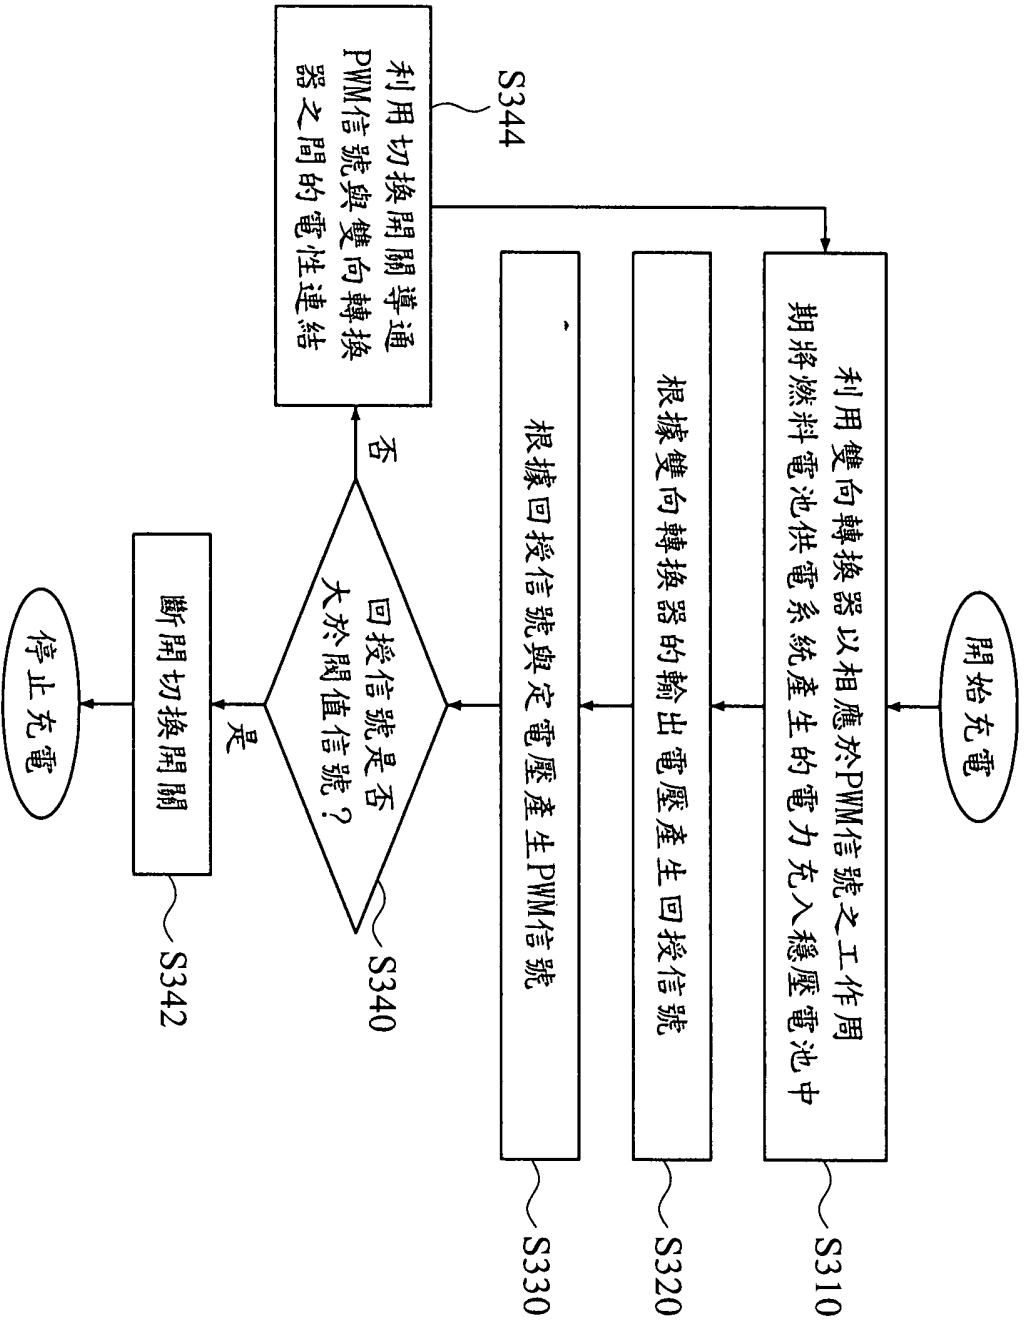 開始充電
利用雙向轉換器以相應於PWM信號之工作周
期將燃料電池供電系統產生的電力充入穩壓電池中
S310
根據雙向轉換器的輸出電壓產生回授信號
S320
根據回授信號與定電壓產生PWM信號
S330
回授信號是否
大於閥值信號？
S340
否
利用切換開關導通
PWM信號與雙向轉換
器之間的電性連結
S344
是
斷開切換開關
S342
停止充電